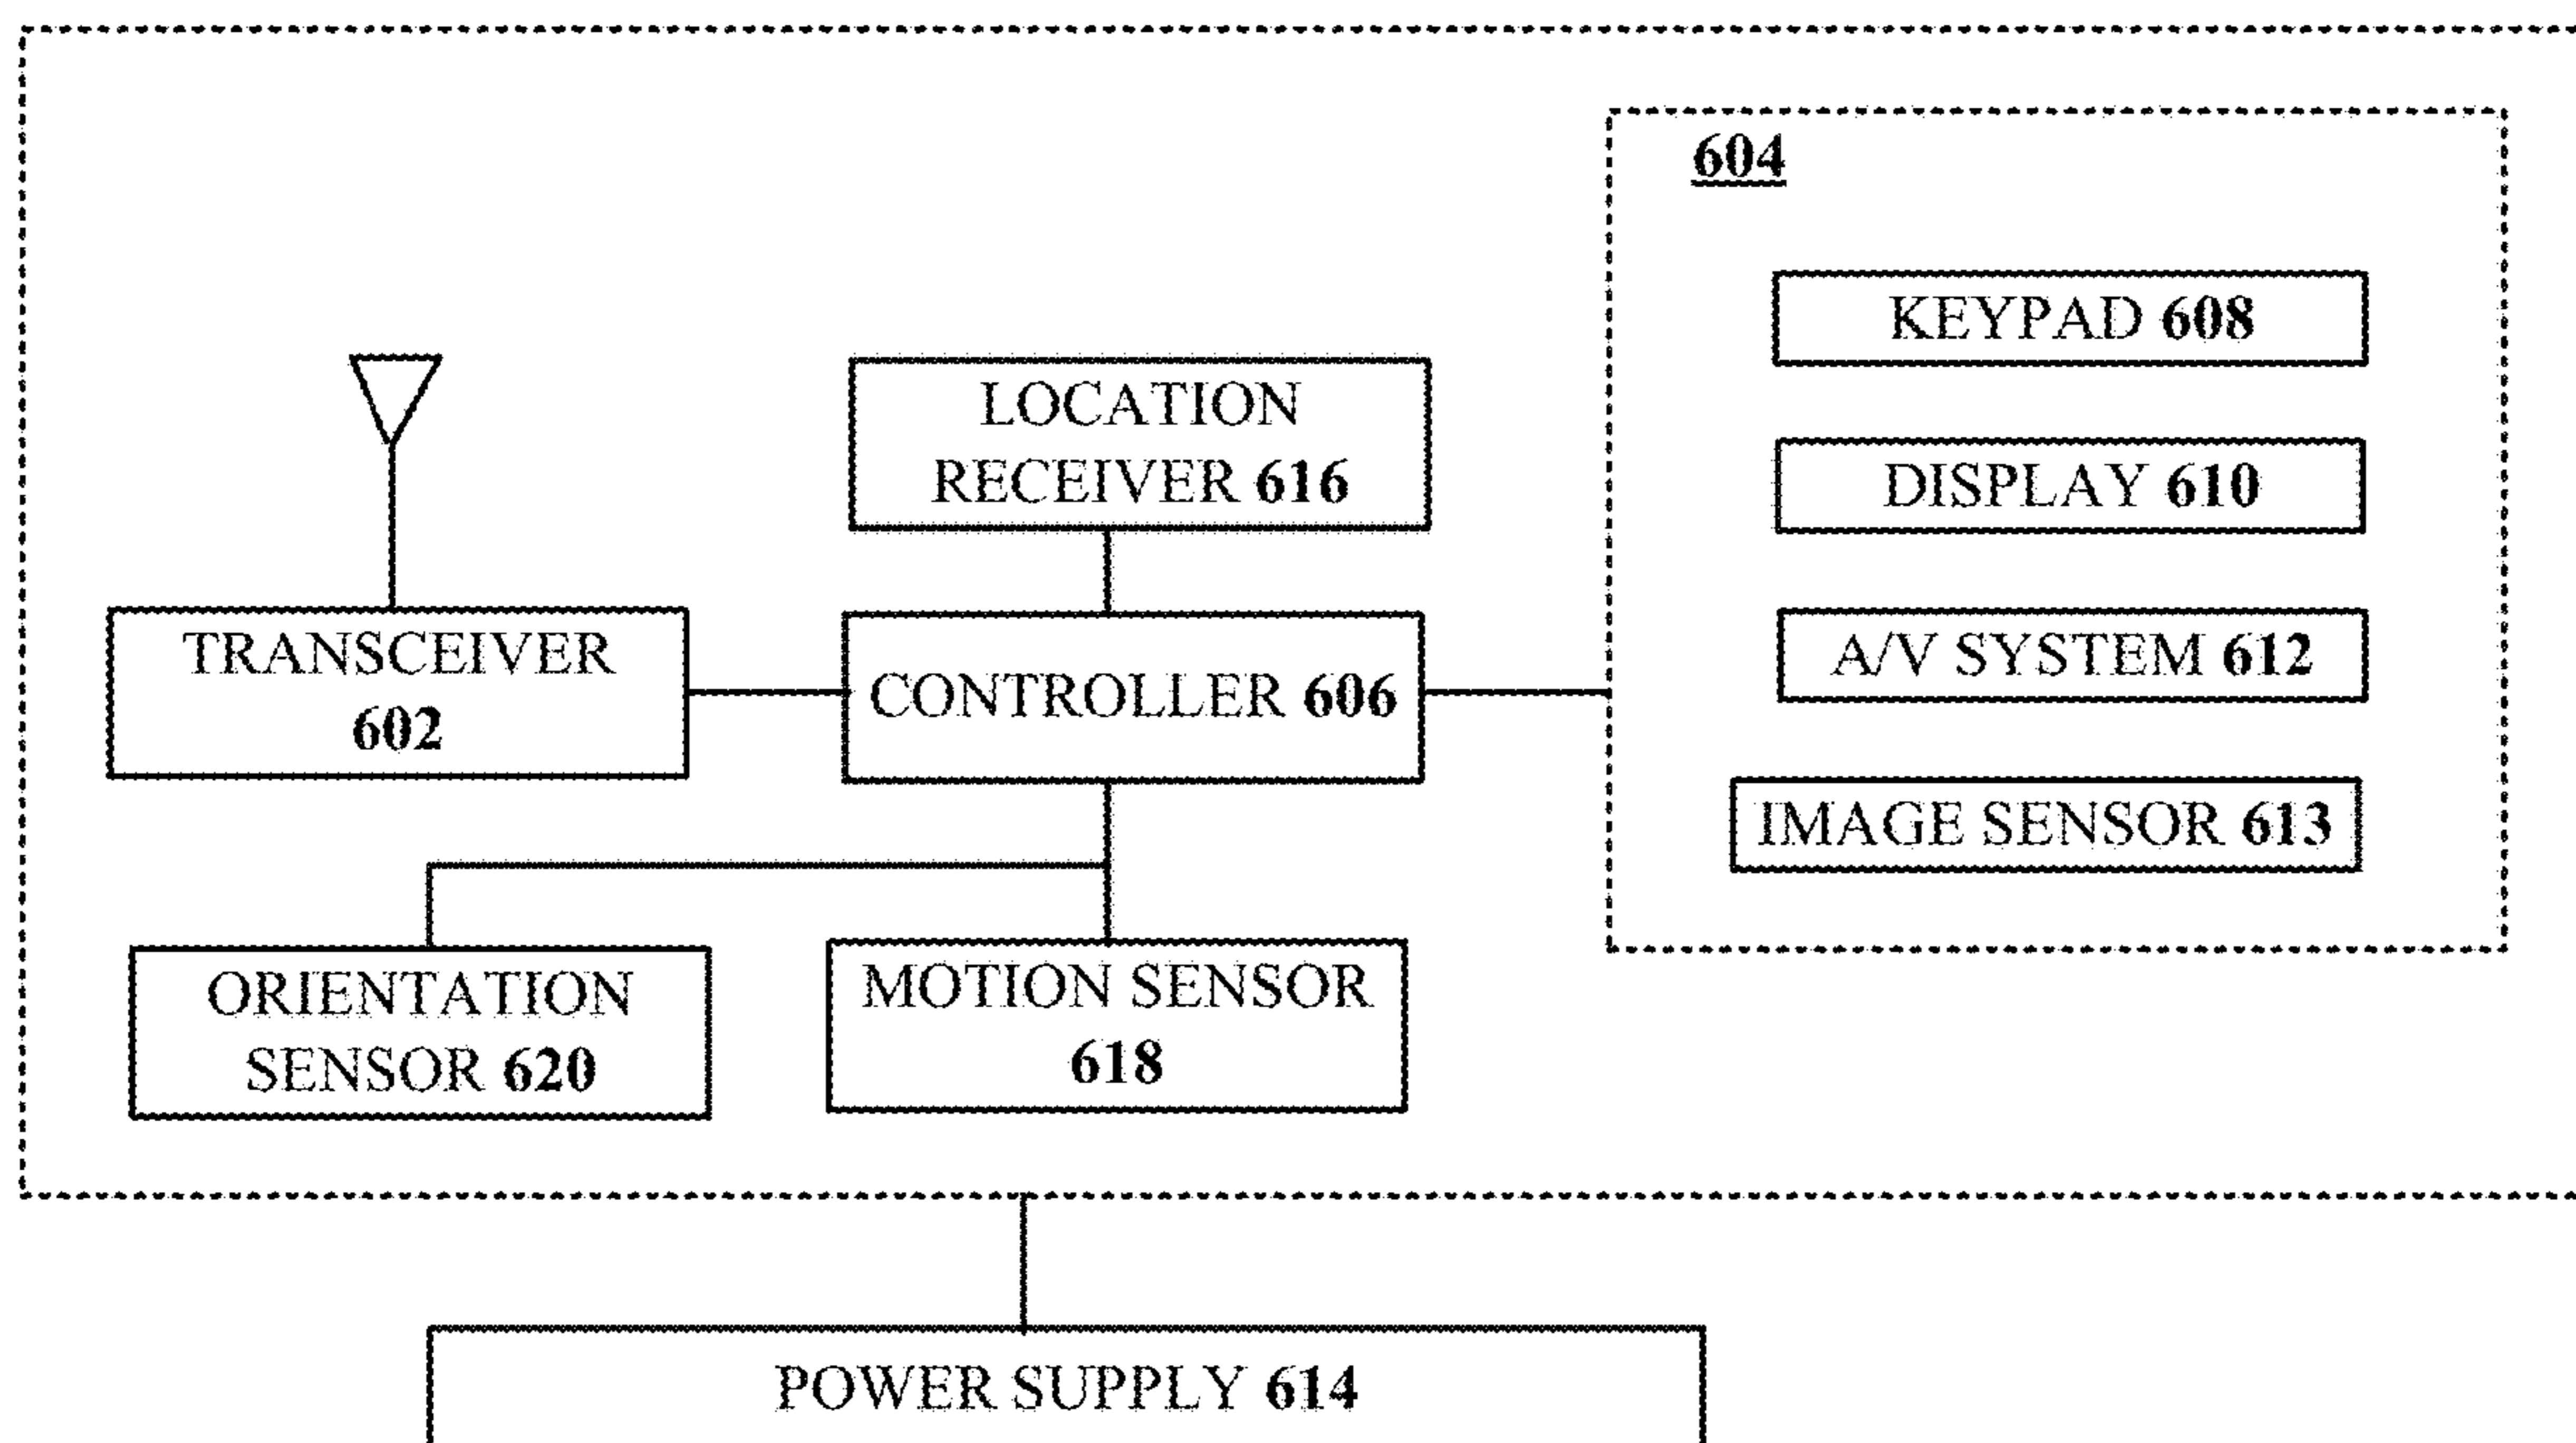 604
KEYPAD 608
LOCATION
RECEIVER 616
DISPLAY 610
TRANSCEIVER
602
CONTROLLER 606
A/V SYSTEM 612
IMAGE SENSOR 613
ORIENTATION
SENSOR 620
MOTION SENSOR
618
POWER SUPPLY 614